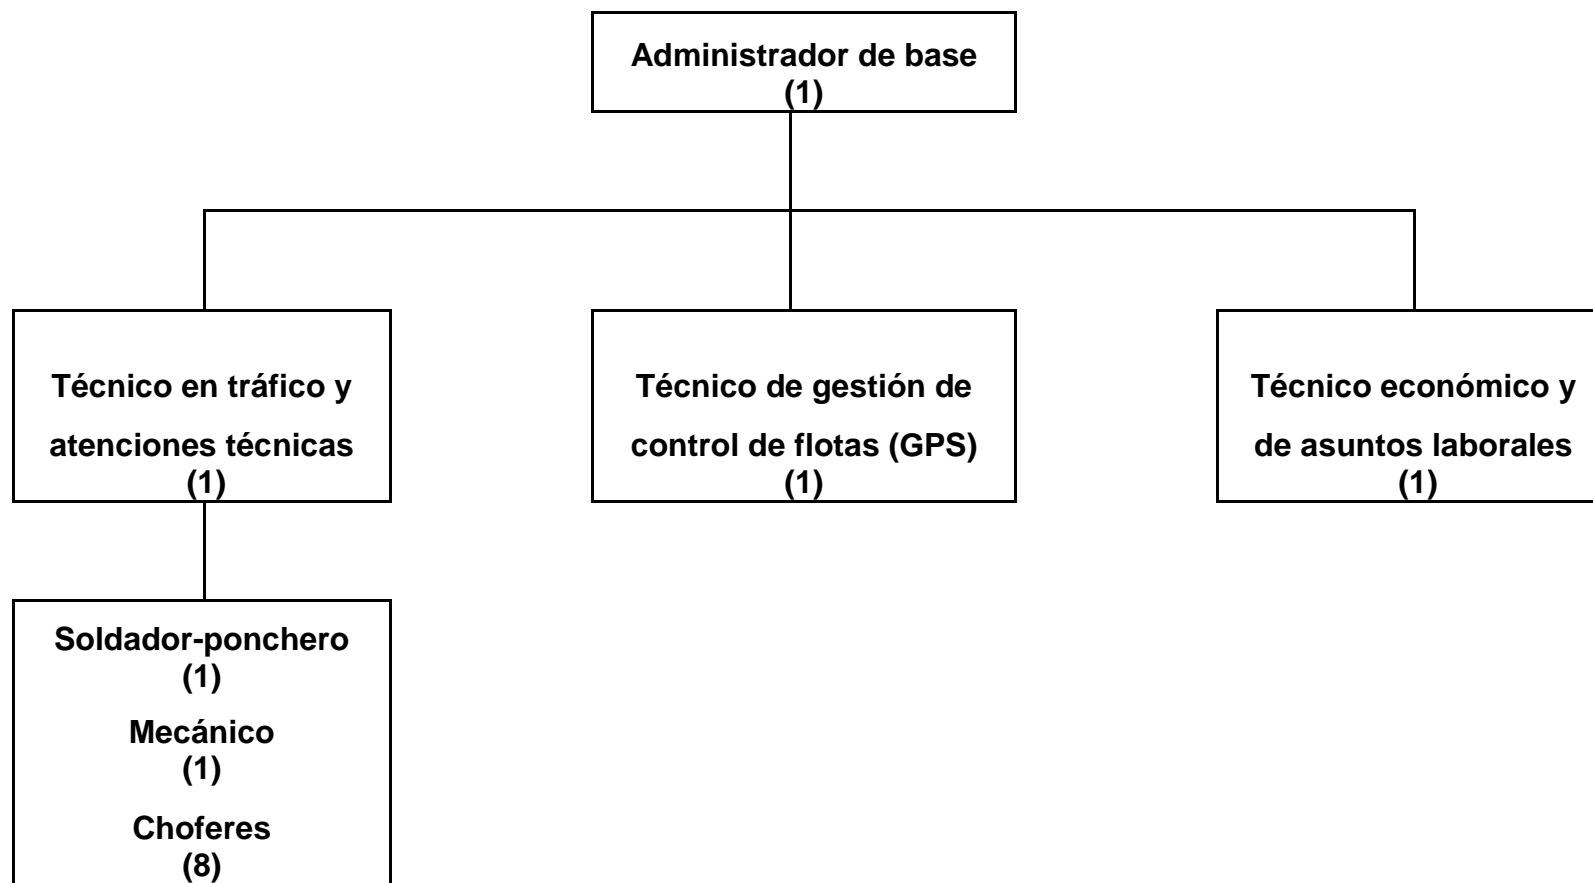 Administrador de base
(1)
Técnico en tráfico y
atenciones técnicas
(1)
Técnico de gestión de
control de flotas (GPS)
(1)
Técnico económico y
de asuntos laborales
(1)
Soldador-ponchero
(1)
Mecánico
(1)
Choferes
(8)